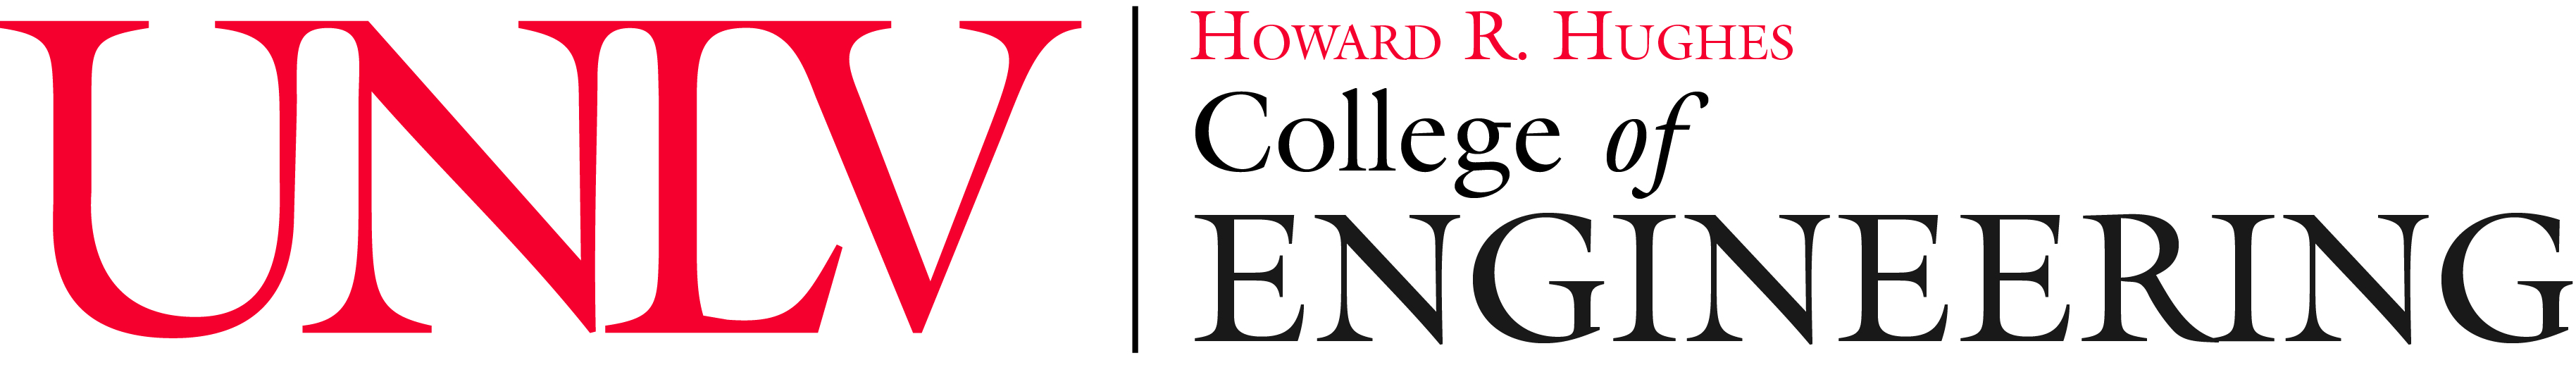 UNLV
HOWARD R. HUGHES
College of
ENGINEERING